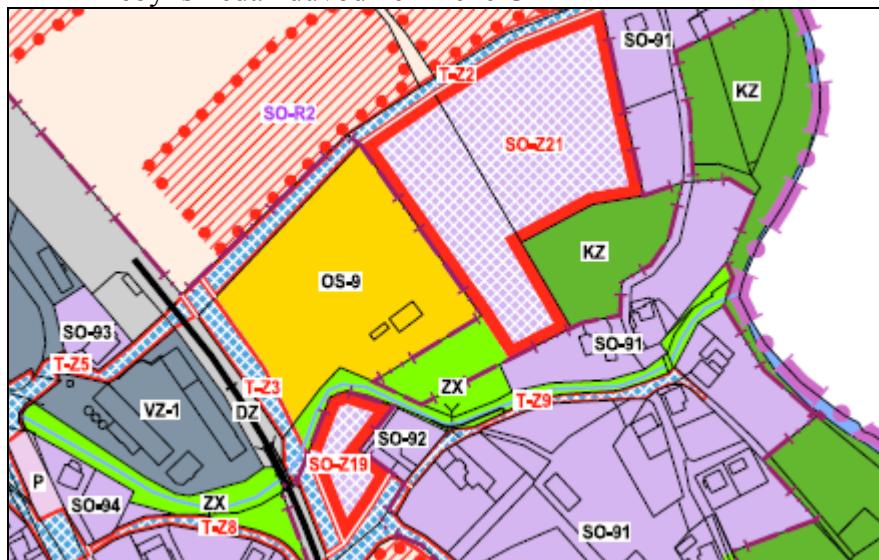 SO-91
T-Z2
KZ
SO-R2
SO-Z21
KZ
OS-9
SO-93
SO-91
T-Z5
T-Z3
ZX
T-Z9
VZ-1
DZ
SO-92
SO-Z19
P
SO-94
ZX
T-Z8
SO-91